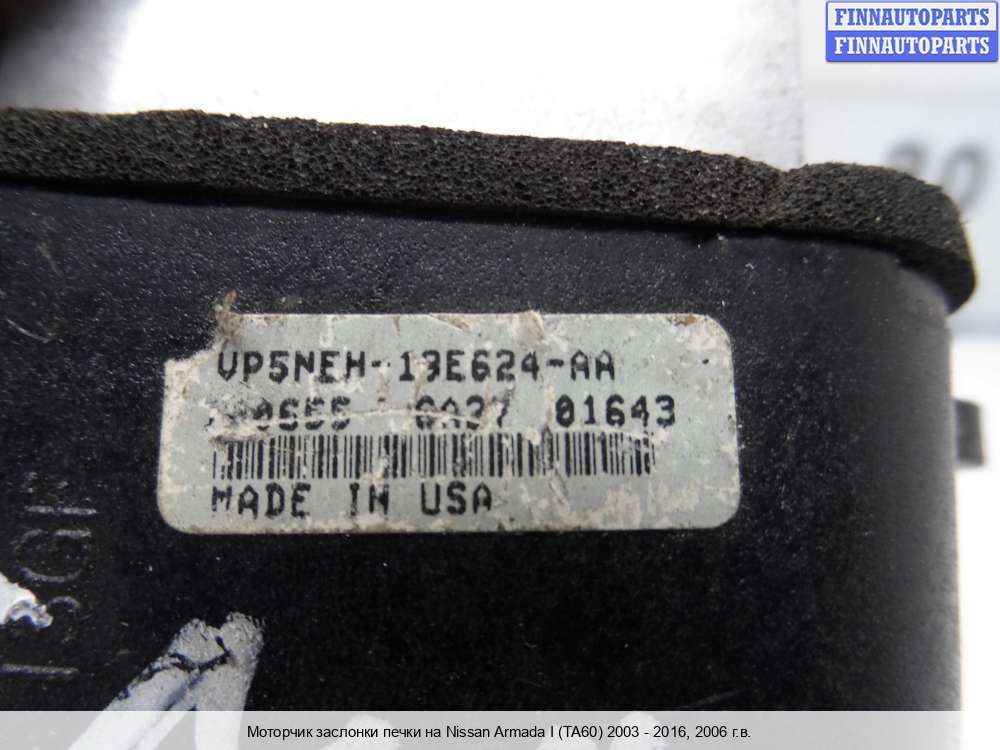 FINNAUTOPARTS
FINNAUTOPARTS
VP5NEH-19E624-AA
01643
MADE IN USA
Моторчик заслонки печки на Nissan Armada I (TA60) 2003 - 2016, 2006 г.в.